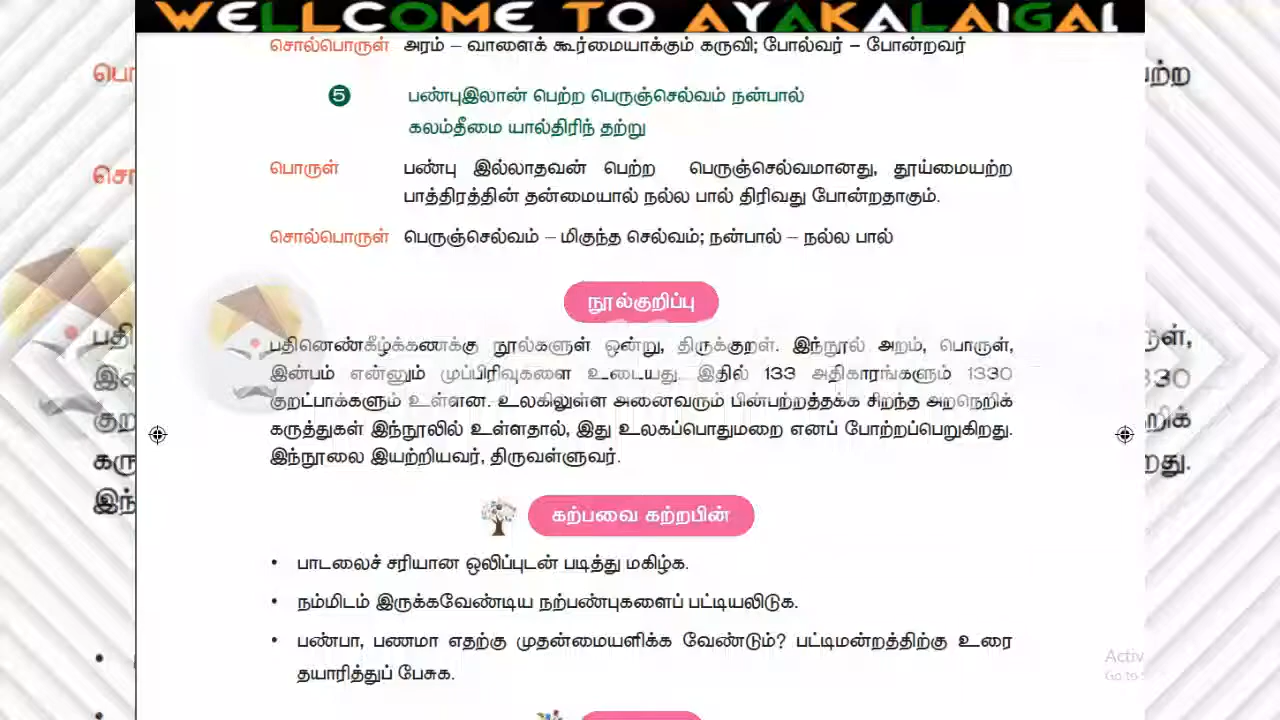 WELLCOME TO AYAKALAIGAL
சொல்பொருள் அரம் – வாளைக் கூர்மையாக்கும் கருவி; போல்வர் – போன்றவர்
5 பண்புஇலான் பெற்ற பெருஞ்செல்வம் நன்பால்
கலம்தீமை யால்திரிந் தற்று
பொருள் பண்பு இல்லாதவன் பெற்ற பெருஞ்செல்வமானது, தூய்மையற்ற
பாத்திரத்தின் தன்மையால் நல்ல பால் திரிவது போன்றதாகும்.
சொல்பொருள் பெருஞ்செல்வம் – மிகுந்த செல்வம்; நன்பால் – நல்ல பால்
நூல்குறிப்பு
பதினெண்கீழ்க்கணக்கு நூல்களுள் ஒன்று, திருக்குறள். இந்நூல் அறம், பொருள்,
இன்பம் என்னும் முப்பிரிவுகளை உடையது. இதில் 133 அதிகாரங்களும் 1330
குறட்பாக்களும் உள்ளன. உலகிலுள்ள அனைவரும் பின்பற்றத்தக்க சிறந்த அறநெறிக்
கருத்துகள் இந்நூலில் உள்ளதால், இது உலகப்பொதுமறை எனப் போற்றப்பெறுகிறது.
இந்நூலை இயற்றியவர், திருவள்ளுவர்.
கற்பவை கற்றபின்
• பாடலைச் சரியான ஒலிப்புடன் படித்து மகிழ்க.
• நம்மிடம் இருக்கவேண்டிய நற்பண்புகளைப் பட்டியலிடுக.
• பண்பா, பணமா எதற்கு முதன்மையளிக்க வேண்டும்? பட்டிமன்றத்திற்கு உரை
தயாரித்துப் பேசுக.
Activ
Go to